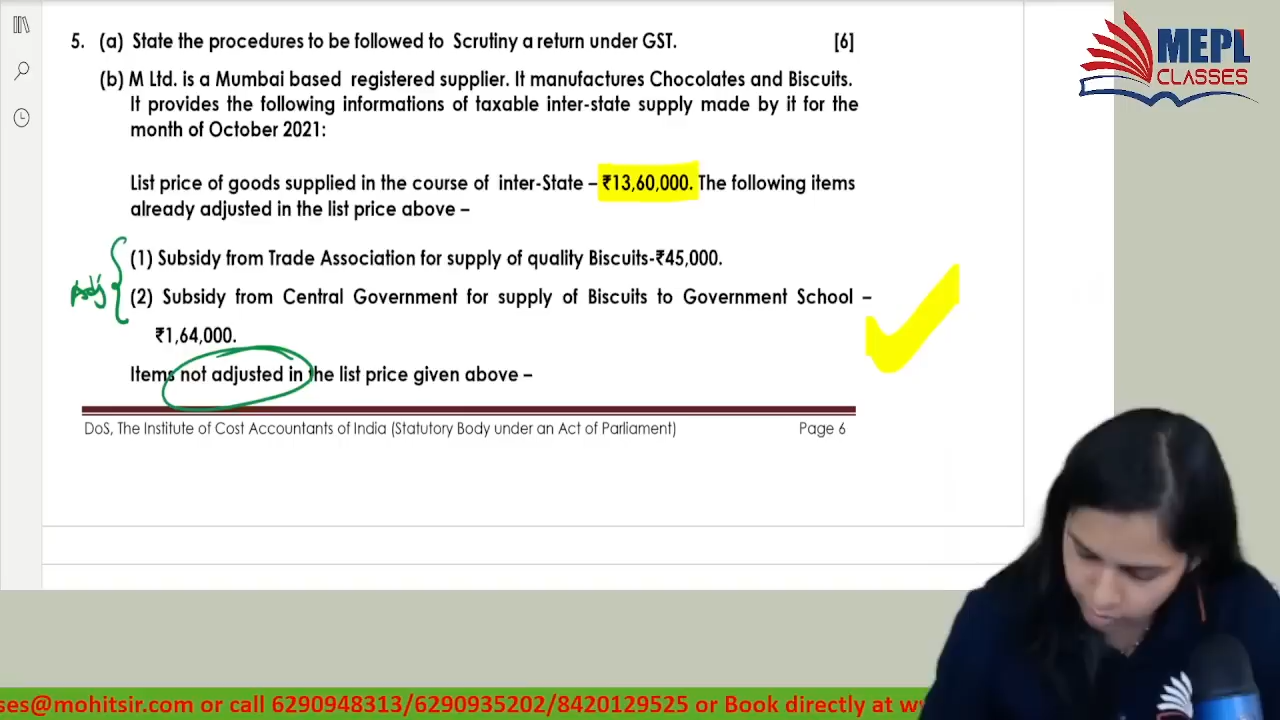 5. (a) State the procedures to be followed to Scrutiny a return under GST. [6]
(b) M Ltd. is a Mumbai based registered supplier. It manufactures Chocolates and Biscuits.
It provides the following informations of taxable inter-state supply made by it for the
month of October 2021:
List price of goods supplied in the course of inter-State – ₹13,60,000. The following items
already adjusted in the list price above –
(1) Subsidy from Trade Association for supply of quality Biscuits-₹45,000.
Adj
(2) Subsidy from Central Government for supply of Biscuits to Government School –
₹1,64,000.
Items not adjusted in the list price given above –
DoS, The Institute of Cost Accountants of India (Statutory Body under an Act of Parliament) Page 6
MEPL
CLASSES
MEPL
CLASSES
ses@mohitsir.com or call 6290948313/6290935202/8420129525 or Book directly at w